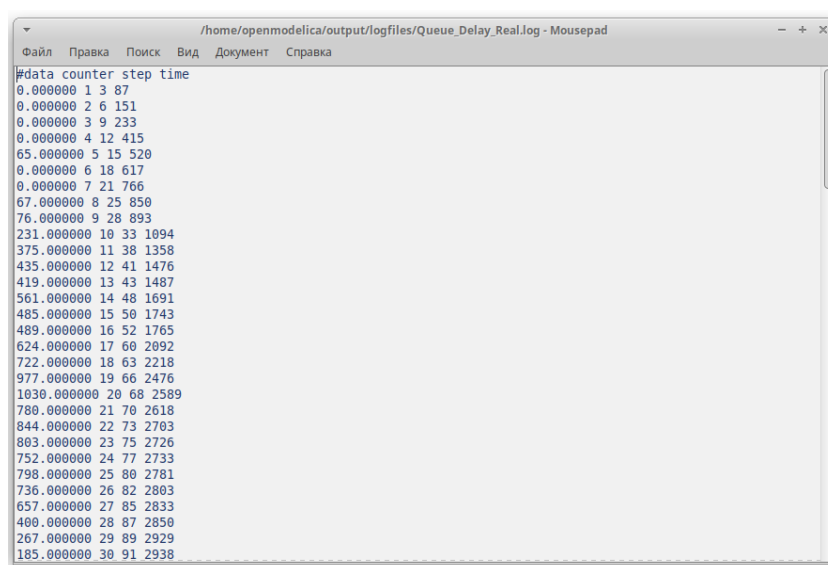 /home/openmodelica/output/logfiles/Queue_Delay_Real.log - Mousepad
Файл Правка Поиск Вид Документ Справка
#data counter step time
0.000000 1 3 87
0.000000 2 6 151
0.000000 3 9 233
0.000000 4 12 415
65.000000 5 15 520
0.000000 6 18 617
0.000000 7 21 766
67.000000 8 25 850
76.000000 9 28 893
231.000000 10 33 1094
375.000000 11 38 1358
435.000000 12 41 1476
419.000000 13 43 1487
561.000000 14 48 1691
485.000000 15 50 1743
489.000000 16 52 1765
624.000000 17 60 2092
722.000000 18 63 2218
977.000000 19 66 2476
1030.000000 20 68 2589
780.000000 21 70 2618
844.000000 22 73 2703
803.000000 23 75 2726
752.000000 24 77 2733
798.000000 25 80 2781
736.000000 26 82 2803
657.000000 27 85 2833
400.000000 28 87 2850
267.000000 29 89 2929
185.000000 30 91 2938